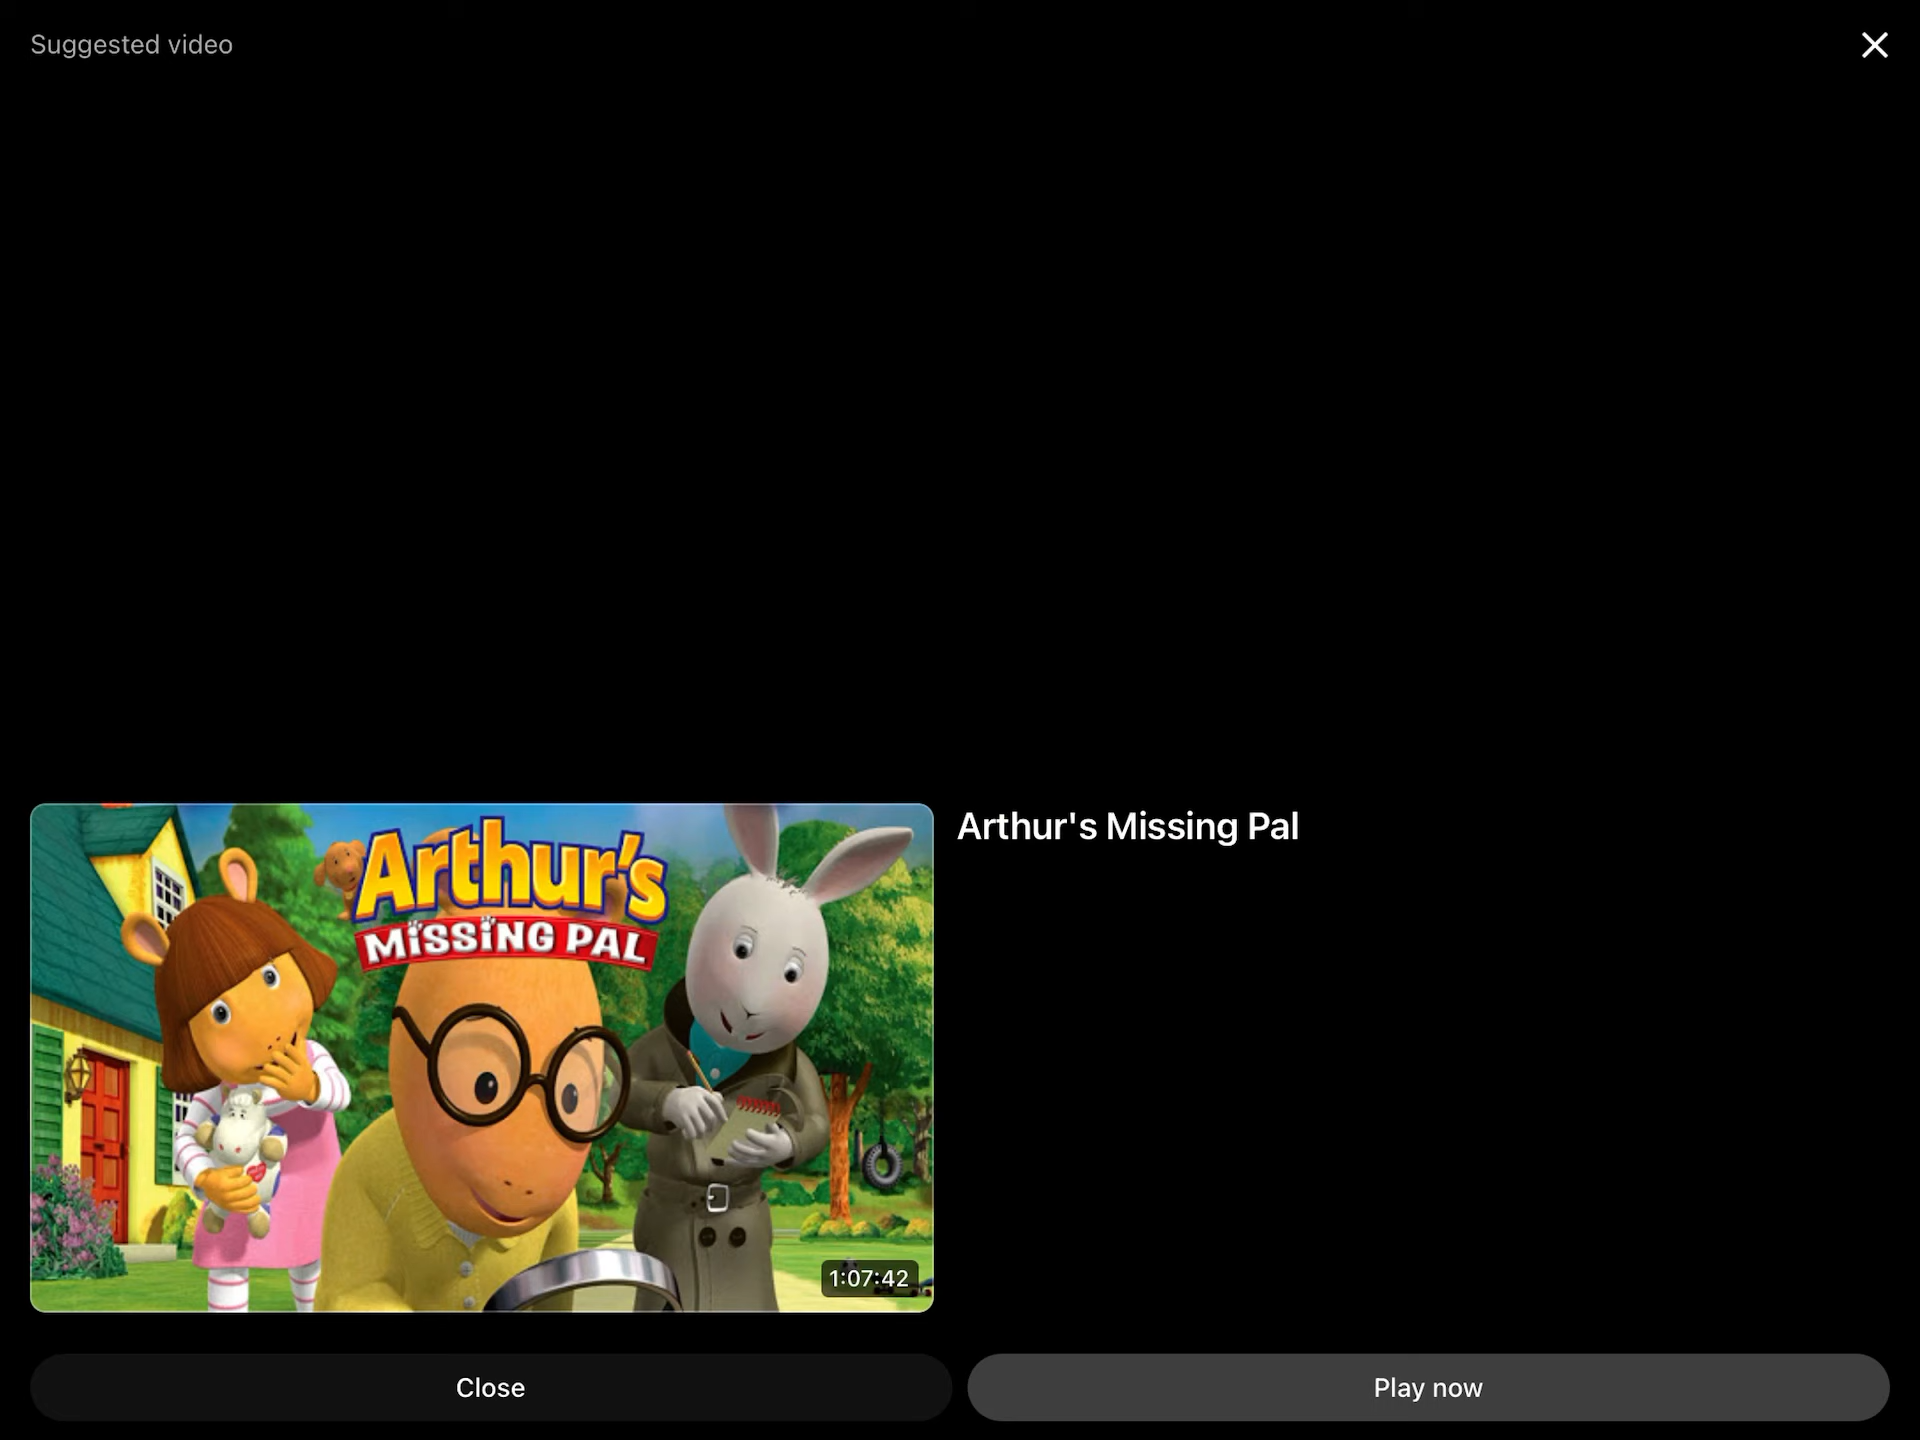 Suggested video
Arthur's
MiSSiNG PAL
1:07:42
Arthur's Missing Pal
Close
Play now